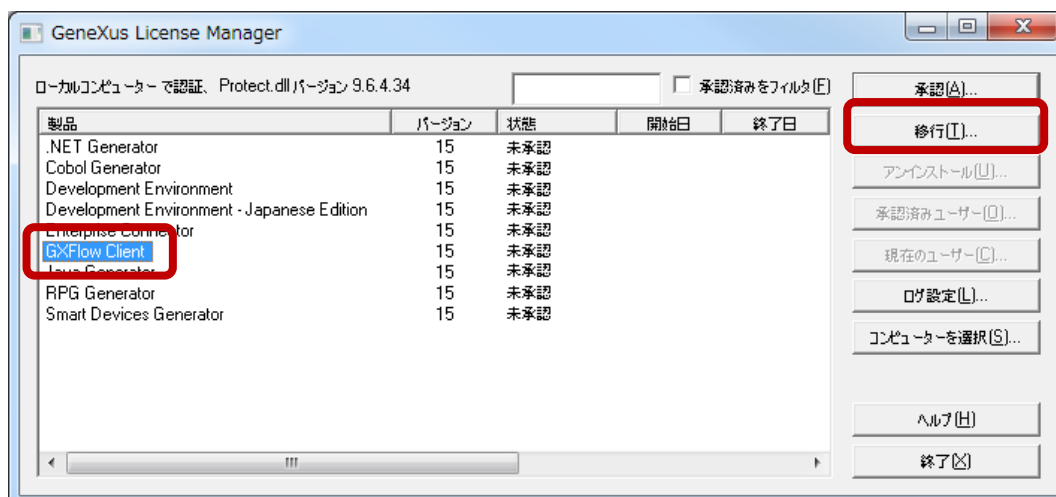 GeneXus License Manager
ローカルコンピューター で認証、Protect.dll バージョン 9.6.4.34
承認済みをフィルタ(F)
製品 バージョン 状態 開始日 終了日
.NET Generator 15 未承認
Cobol Generator 15 未承認
Development Environment 15 未承認
Development Environment - Japanese Edition 15 未承認
Enterprise Connector 15 未承認
GXFlow Client 15 未承認
Java Generator 15 未承認
RPG Generator 15 未承認
Smart Devices Generator 15 未承認
承認(A)...
移行(T)...
アンインストール(U)...
承認済みユーザー(O)...
現在のユーザー(C)...
ログ設定(L)...
コンピューターを選択(S)...
ヘルプ(H)
終了(X)